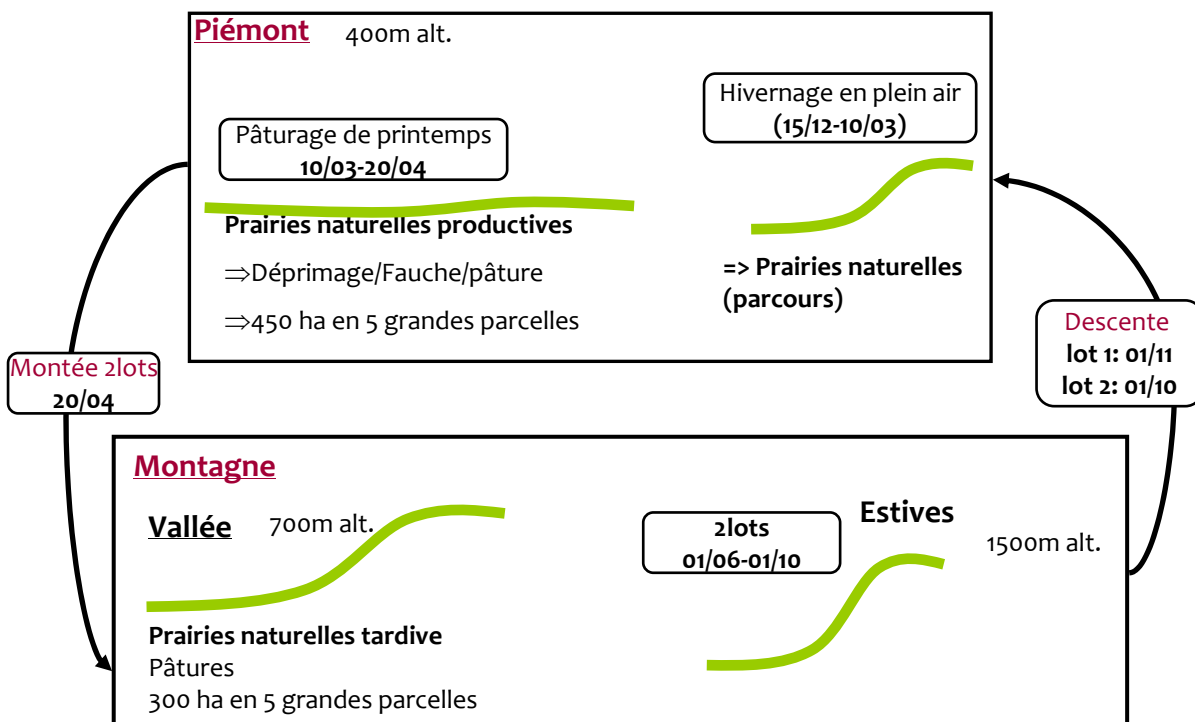 Piémont 400m alt.
Hivernage en plein air
(15/12-10/03)
Pâturage de printemps
10/03-20/04
Prairies naturelles productives
⇒Déprimage/Fauche/pâture
⇒450 ha en 5 grandes parcelles
=> Prairies naturelles
(parcours)
Montée 2lots
20/04
Descente
lot 1: 01/11
lot 2: 01/10
Montagne
Vallée 700m alt.
2lots
01/06-01/10
Estives
1500m alt.
Prairies naturelles tardive
Pâtures
300 ha en 5 grandes parcelles